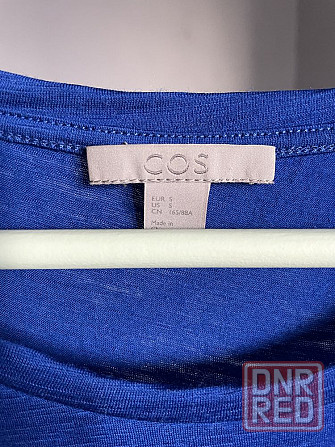 COS
EUR S
US S
CN 165/88A
Made in
DNR
RED